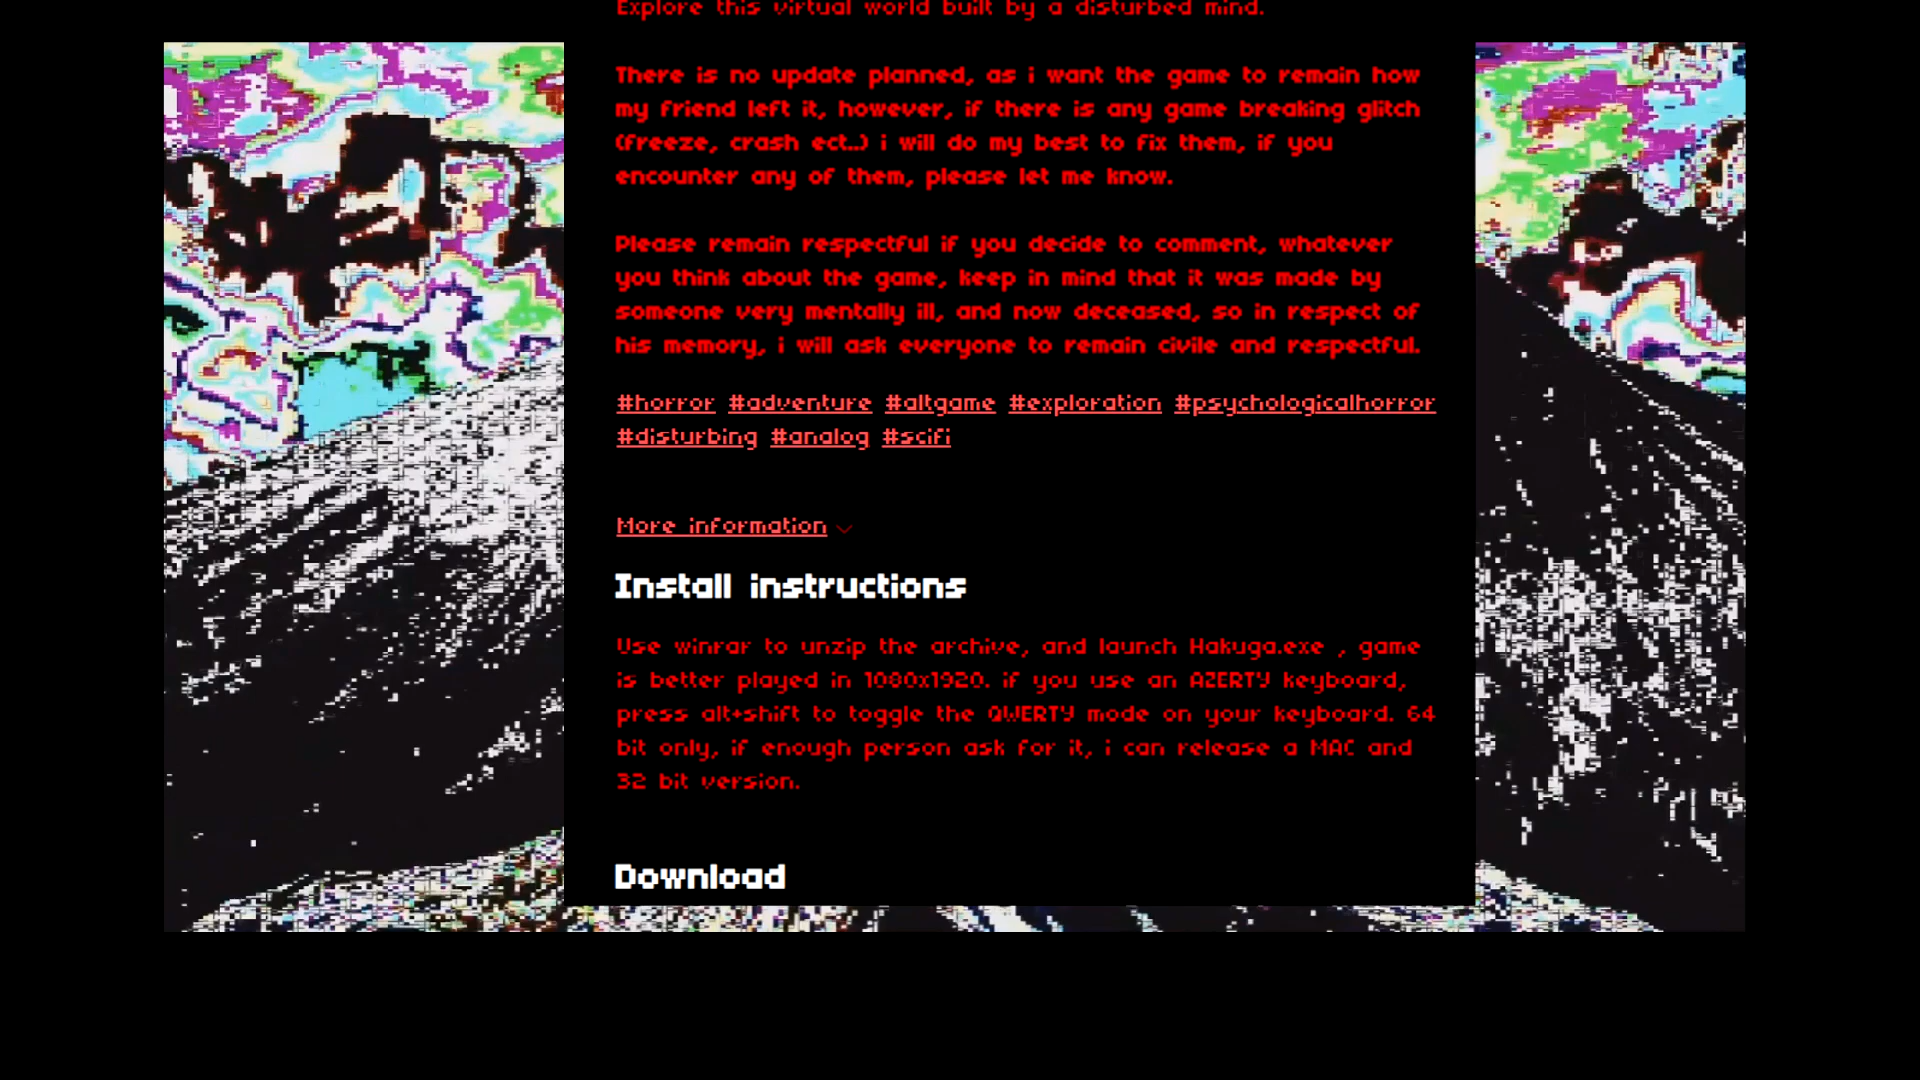 Explore this virtual world built by a disturbed mind.
There is no update planned, as i want the game to remain how
my friend left it, however, if there is any game breaking glitch
(freeze, crash ect..) i will do my best to fix them, if you
encounter any of them, please let me know.
Please remain respectful if you decide to comment, whatever
you think about the game, keep in mind that it was made by
someone very mentally ill, and now deceased, so in respect of
his memory, i will ask everyone to remain civile and respectful.
#horror #adventure #altgame #exploration #psychologicalhorror
#disturbing #analog #scifi
More information
Install instructions
Use winrar to unzip the archive, and launch Hakuga.exe , game
is better played in 1080x1920. if you use an AZERTY keyboard,
press alt+shift to toggle the QWERTY mode on your keyboard. 64
bit only, if enough person ask for it, i can release a MAC and
32 bit version.
Download